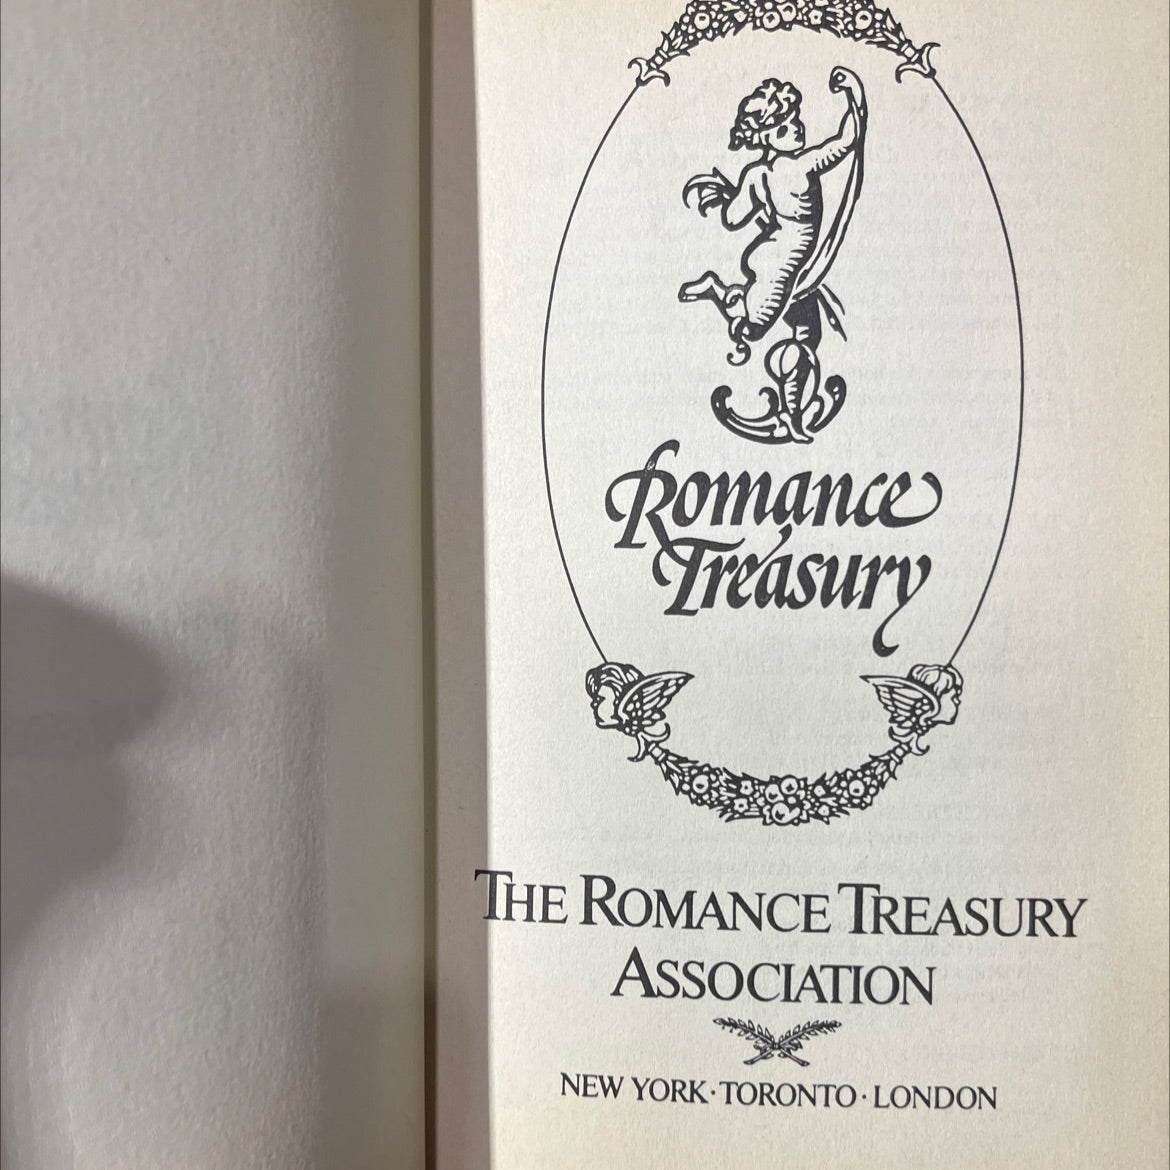 Romance
Treasury
THE ROMANCE TREASURY
ASSOCIATION
NEW YORK · TORONTO · LONDON